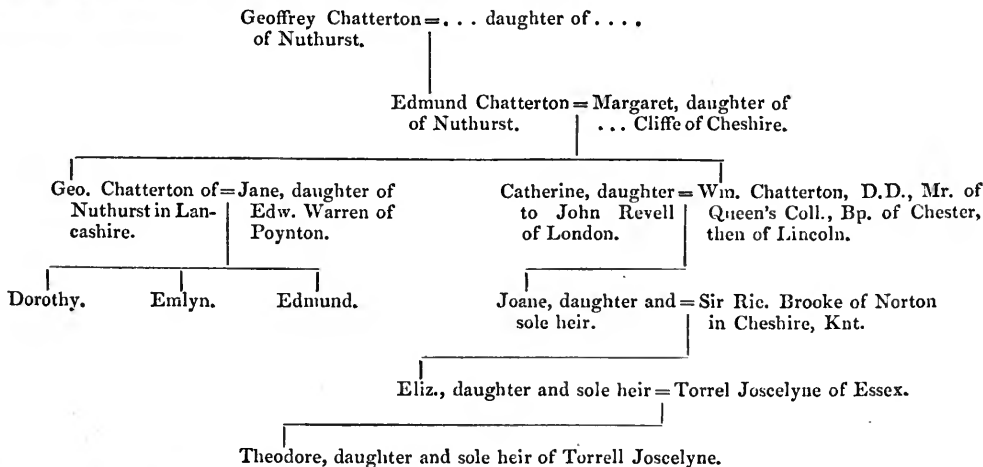 Geoffrey Chatterton = ... daughter of ....
of Nuthurst.
Edmund Chatterton = Margaret, daughter of
of Nuthurst. ... Cliffe of Cheshire.
Geo. Chatterton of = Jane, daughter of
Nuthurst in Lan- Edw. Warren of
cashire. Poynton.
Catherine, daughter = Wm. Chatterton, D.D., Mr. of
to John Revell Queen's Coll., Bp. of Chester,
of London. then of Lincoln.
Dorothy. Emlyn. Edmund.
Joane, daughter and = Sir Ric. Brooke of Norton
sole heir. in Cheshire, Knt.
Eliz., daughter and sole heir = Torrel Joscelyne of Essex.
Theodore, daughter and sole heir of Torrell Joscelyne.